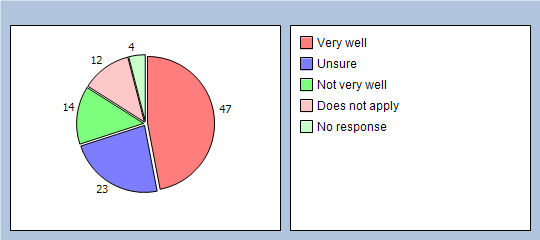 4
12
14
47
23
Very well
Unsure
Not very well
Does not apply
No response